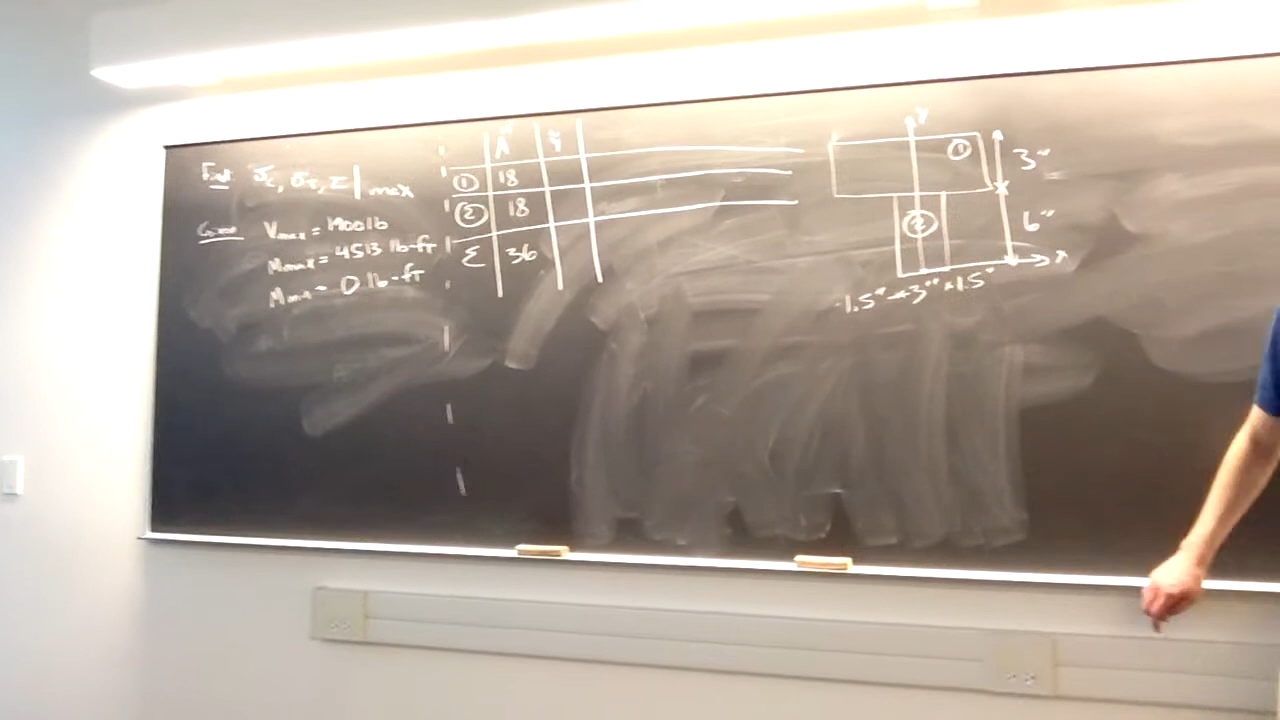 Find σc, σt, τ | max
Given Vmax = 1400 lb
Mmax = 4513 lb-ft
= 0 lb-ft
A ỹ
① 18
② 18
Σ 36
y
①
3"
②
6"
x
1.5" 3" 1.5"